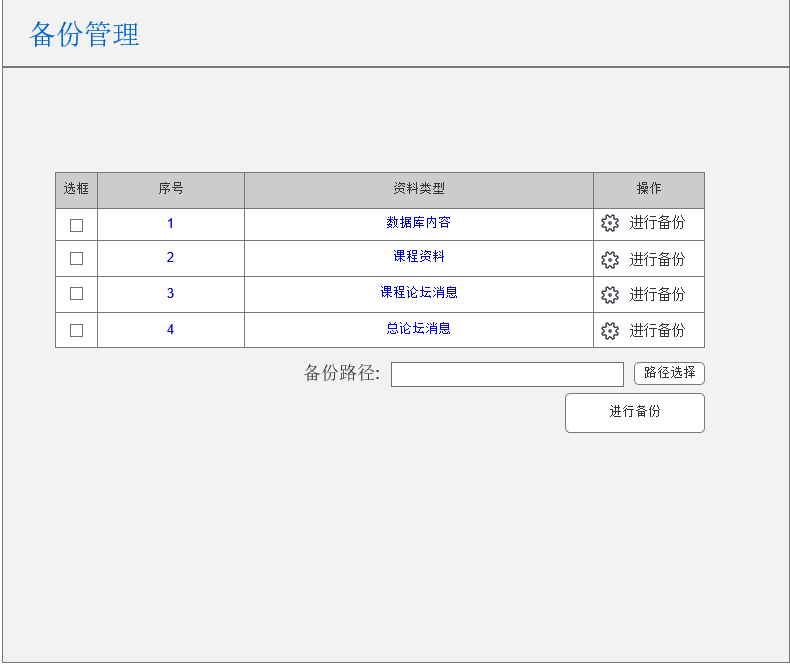 备份管理
选框 序号 资料类型 操作
1 数据库内容 进行备份
2 课程资料 进行备份
3 课程论坛消息 进行备份
4 总论坛消息 进行备份
备份路径: 路径选择
进行备份